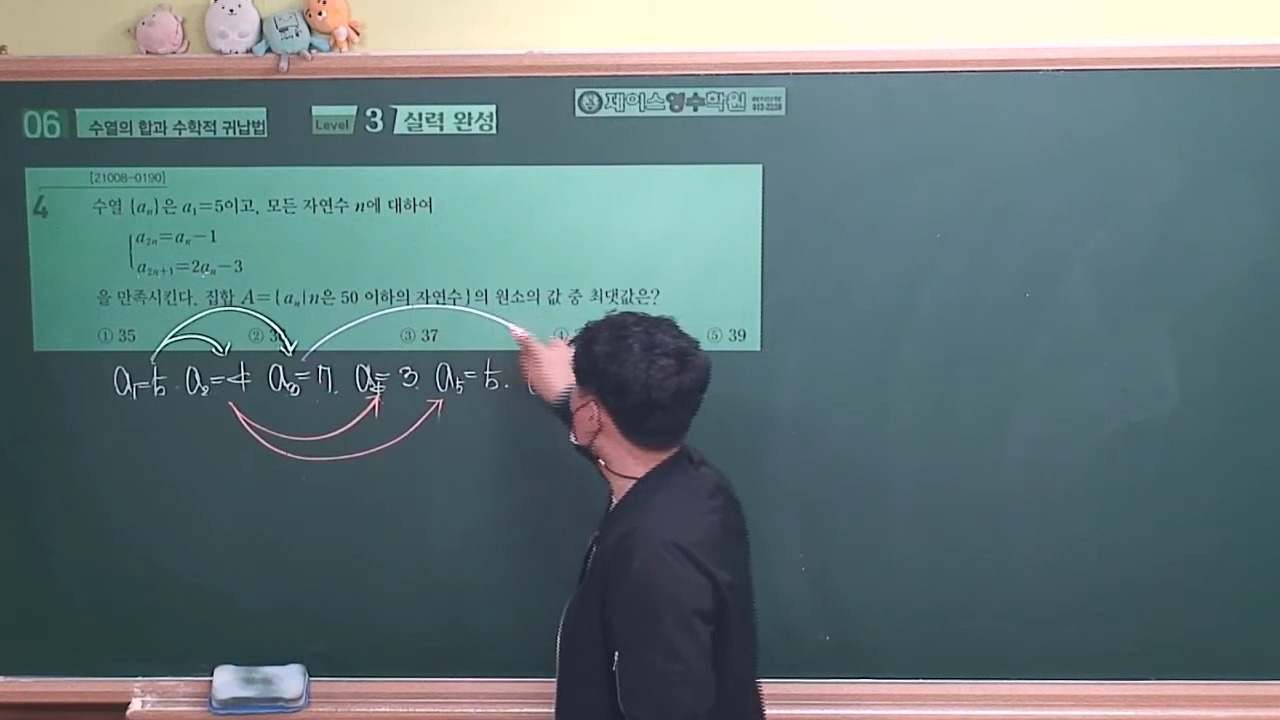 06 수열의 합과 수학적 귀납법 Level 3 실력 완성
제이스영수학원
[21008-0190]
4 수열 {aₙ}은 a₁=5이고, 모든 자연수 n에 대하여
a₂ₙ=aₙ-1
a₂ₙ₊₁=2aₙ-3
을 만족시킨다. 집합 A={aₙ|n은 50 이하의 자연수}의 원소의 값 중 최댓값은?
① 35 ② ③ 37 ④ ⑤ 39
a₁=5 a₂=4 a₃=7. a₄=3. a₅=5.